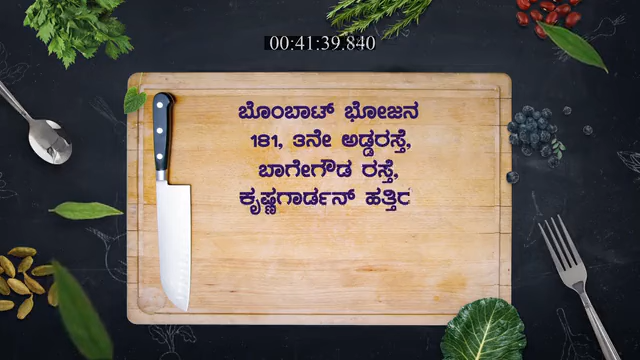 00:41:39.840
ಬೊಂಬಾಟ್ ಭೋಜನ
181, 3ನೇ ಅಡ್ಡರಸ್ತೆ,
ಬಾಗೇಗೌಡ ರಸ್ತೆ,
ಕೃಷ್ಣಗಾರ್ಡನ್ ಹತ್ತಿರ